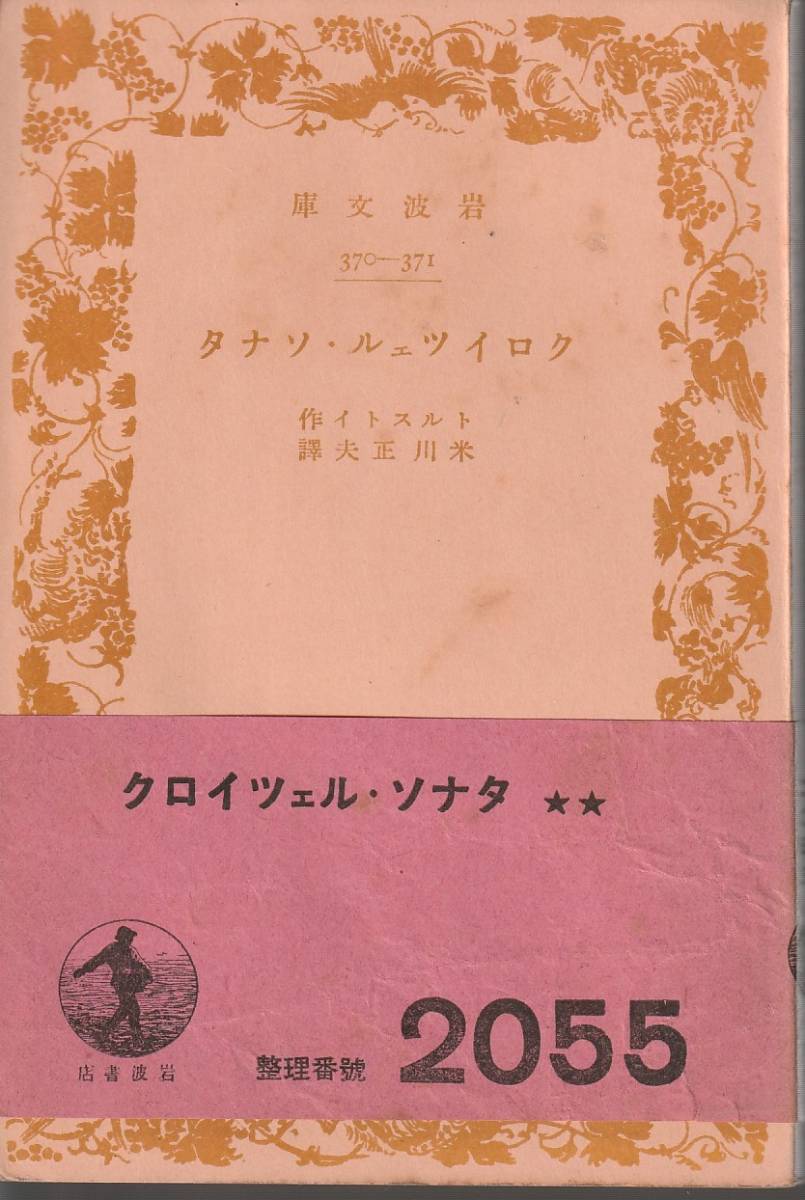 岩波文庫
370—371
クロイツェル・ソナタ
トルストイ作
米川正夫譯
クロイツェル・ソナタ ★★
岩波書店
整理番號 2055